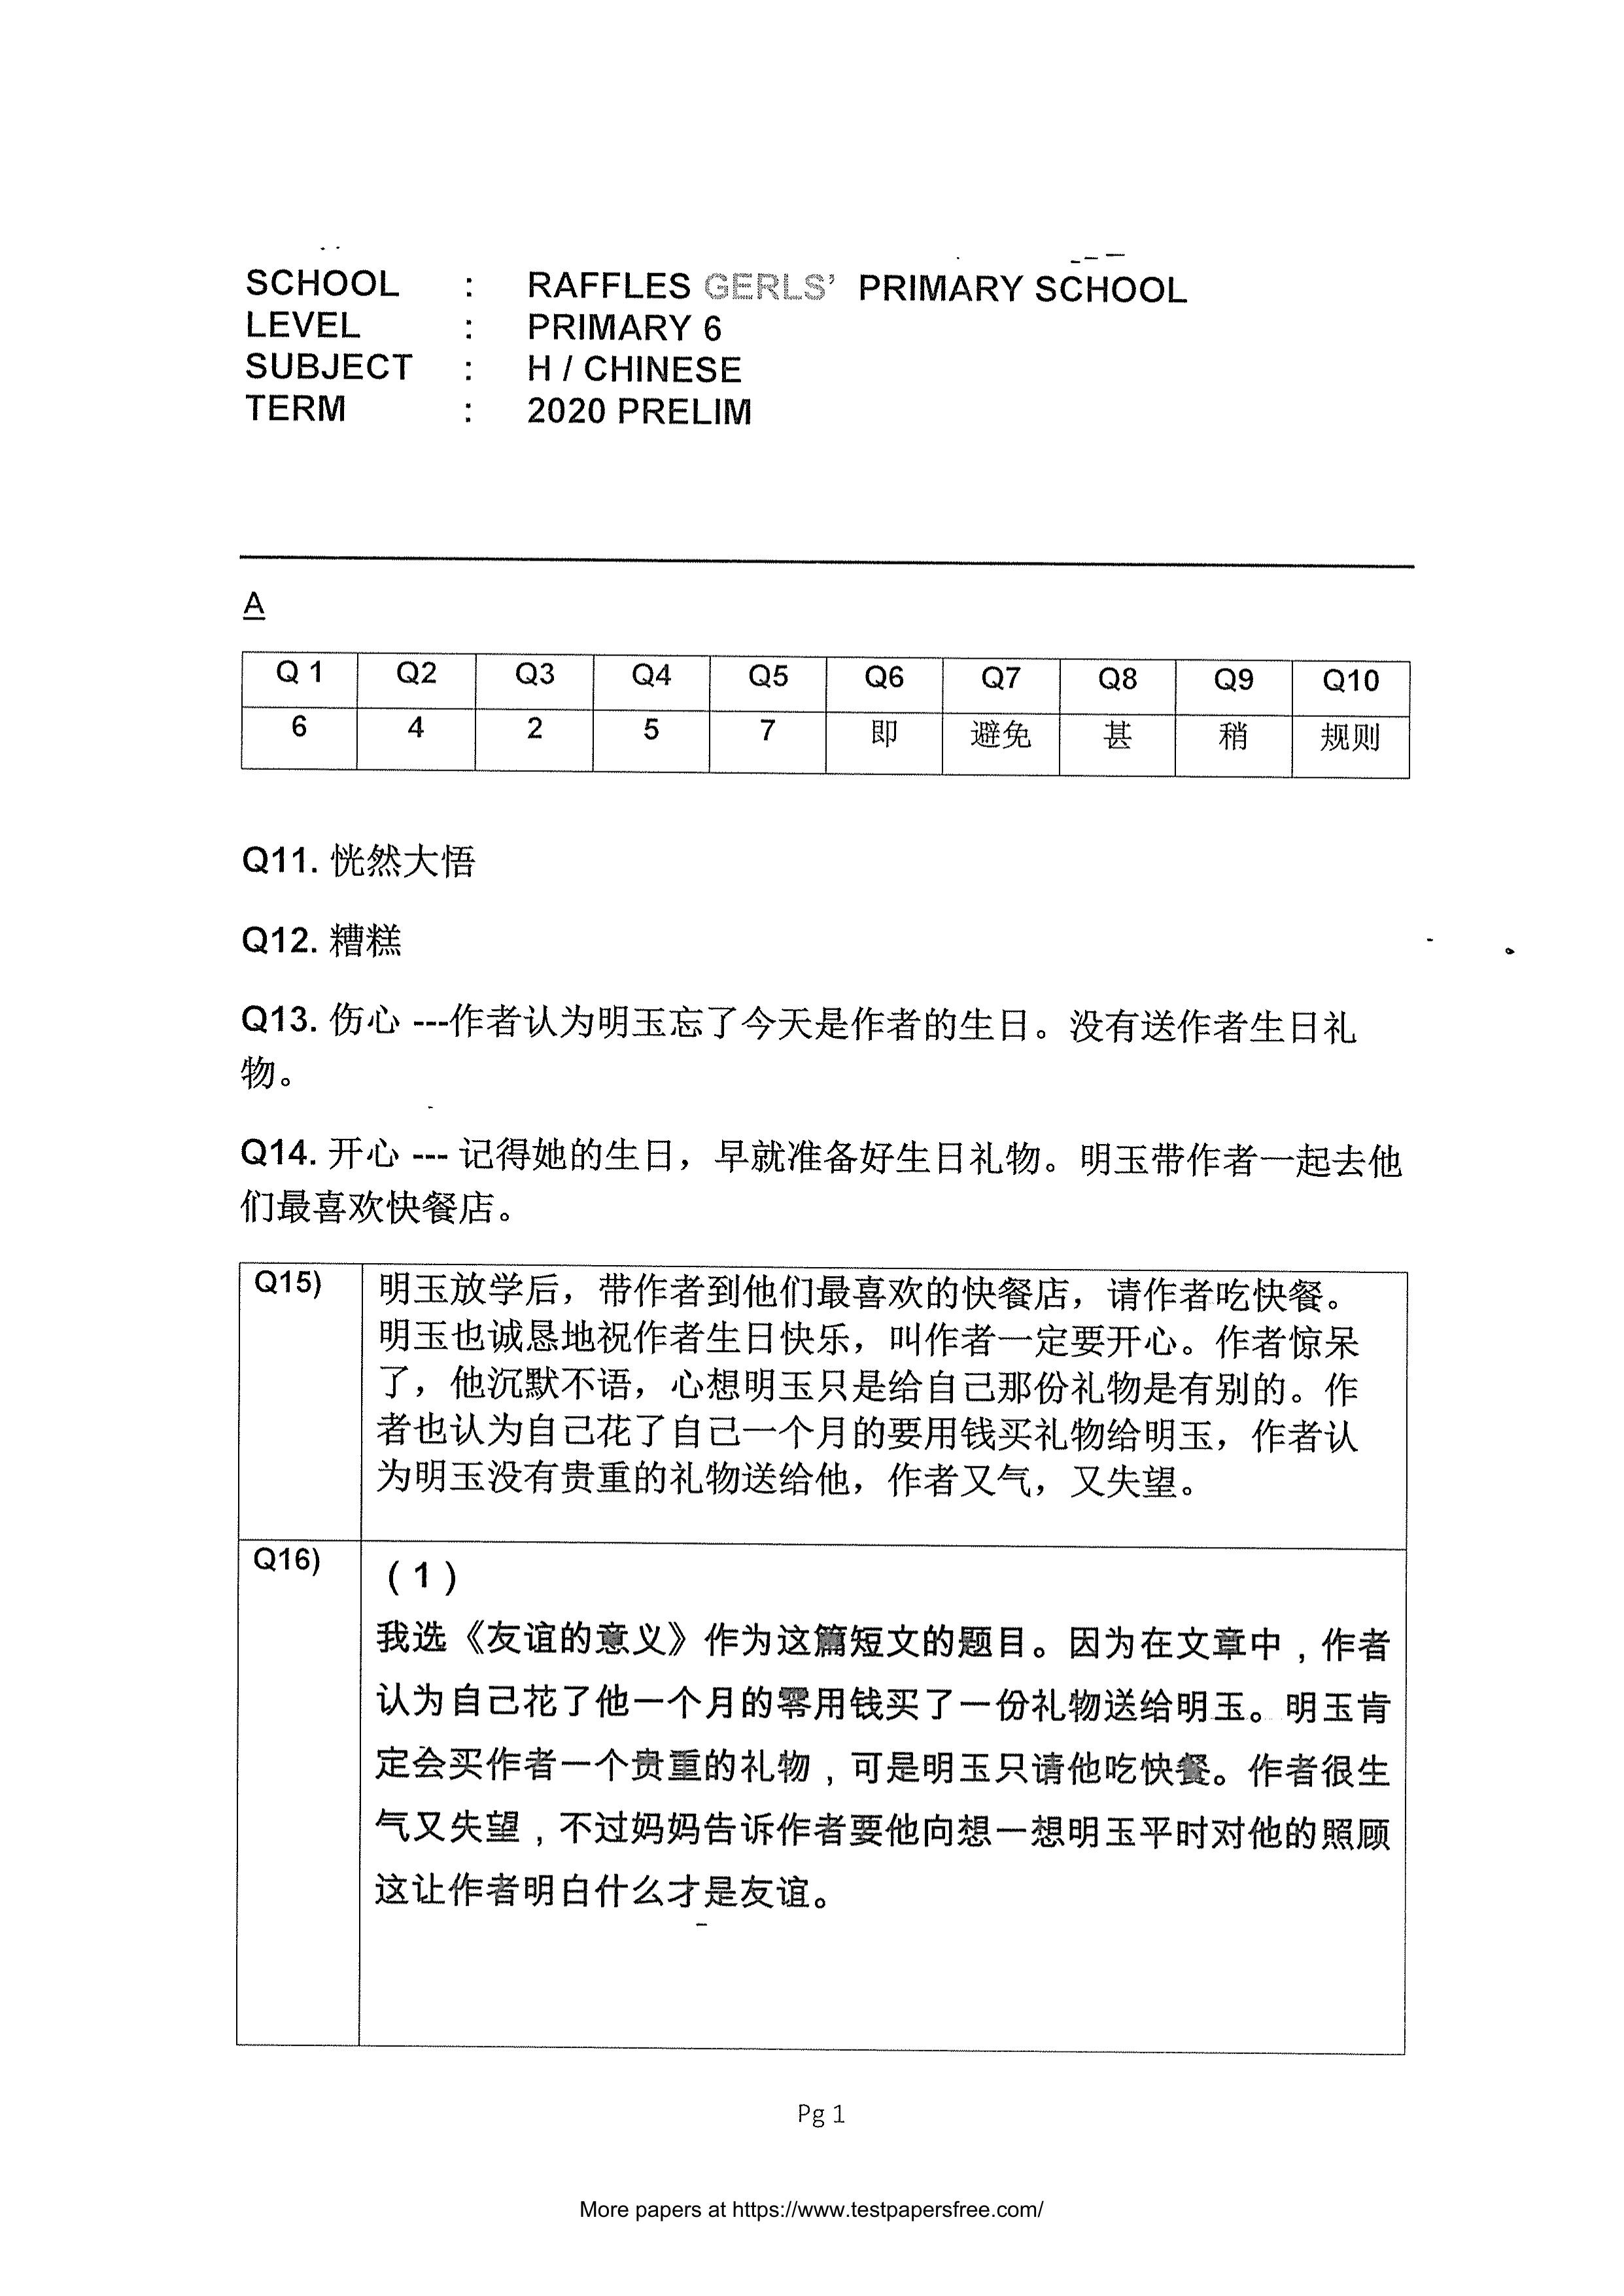 SCHOOL : RAFFLES GERLS’ PRIMARY SCHOOL
LEVEL : PRIMARY 6
SUBJECT : H / CHINESE
TERM : 2020 PRELIM
A
Q 1 Q2 Q3 Q4 Q5 Q6 Q7 Q8 Q9 Q10
6 4 2 5 7 即 避免 甚 稍 规则
Q11. 恍然大悟
Q12. 糟糕
Q13. 伤心 ---作者认为明玉忘了今天是作者的生日。没有送作者生日礼
物。
Q14. 开心 --- 记得她的生日，早就准备好生日礼物。明玉带作者一起去他
们最喜欢快餐店。
Q15) 明玉放学后，带作者到他们最喜欢的快餐店，请作者吃快餐。
明玉也诚恳地祝作者生日快乐，叫作者一定要开心。作者惊呆
了，他沉默不语，心想明玉只是给自己那份礼物是有别的。作
者也认为自己花了自己一个月的要用钱买礼物给明玉，作者认
为明玉没有贵重的礼物送给他，作者又气，又失望。
Q16) (1)
我选《友谊的意义》作为这篇短文的题目。因为在文章中，作者
认为自己花了他一个月的零用钱买了一份礼物送给明玉。明玉肯
定会买作者一个贵重的礼物，可是明玉只请他吃快餐。作者很生
气又失望，不过妈妈告诉作者要他向想一想明玉平时对他的照顾
这让作者明白什么才是友谊。
Pg 1
More papers at https://www.testpapersfree.com/